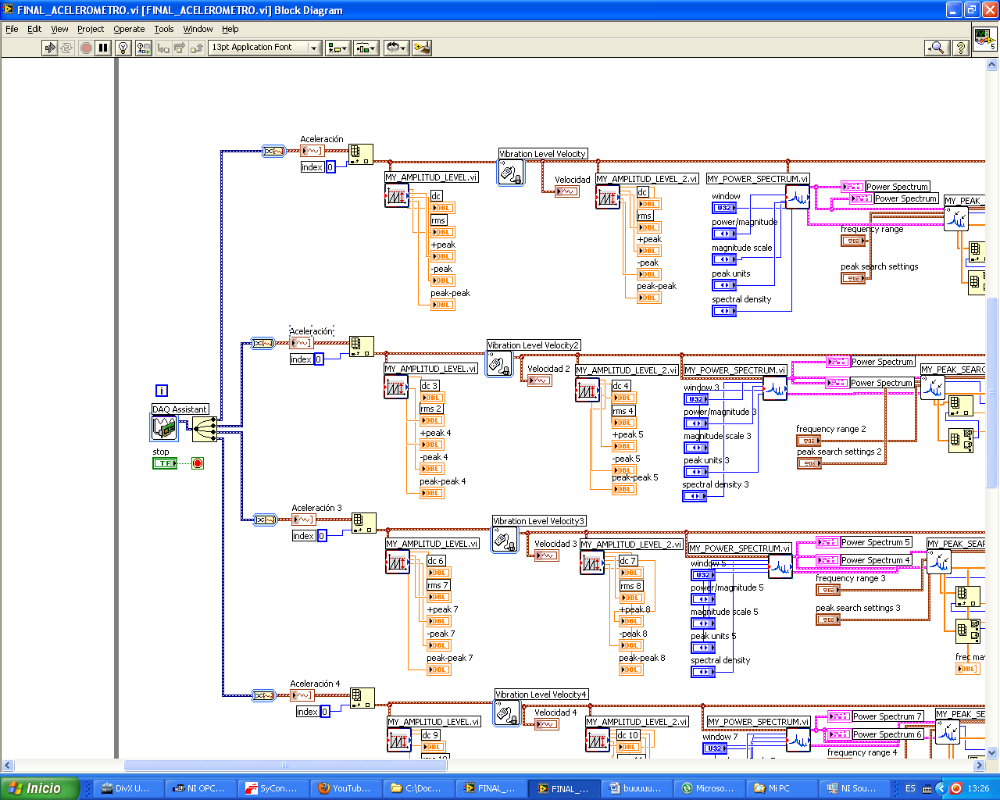 FINAL_ACELEROMETRO.vi [FINAL_ACELEROMETRO.vi] Block Diagram
File Edit View Project Operate Tools Window Help
13pt Application Font
5
Aceleración
index 0
MY_AMPLITUD_LEVEL.vi
dc
DBL
rms
DBL
+peak
DBL
-peak
DBL
peak-peak
DBL
Vibration Level Velocity
Velocidad
MY_AMPLITUD_LEVEL_2.vi
dc
DBL
rms
DBL
+peak
DBL
-peak
DBL
peak-peak
DBL
MY_POWER_SPECTRUM.vi
window
U32
power/magnitude
magnitude scale
peak units
spectral density
Power Spectrum
Power Spectrum
MY_PEAK_
frequency range
peak search settings
Aceleración
index 0
MY_AMPLITUD_LEVEL.vi
dc 3
DBL
rms 2
DBL
+peak 4
DBL
-peak 4
DBL
peak-peak 4
DBL
Vibration Level Velocity2
Velocidad 2
MY_AMPLITUD_LEVEL_2.vi
dc 4
DBL
rms 4
DBL
+peak 5
DBL
-peak 5
DBL
peak-peak 5
DBL
MY_POWER_SPECTRUM.vi
window 3
U32
power/magnitude 3
magnitude scale 3
peak units 3
spectral density 3
Power Spectrum
Power Spectrum
MY_PEAK_SEARC
frequency range 2
peak search settings 2
i
DAQ Assistant
stop
TF
Aceleración 3
index 0
MY_AMPLITUD_LEVEL.vi
dc 6
DBL
rms 7
DBL
+peak 7
DBL
-peak 7
DBL
peak-peak 7
DBL
Vibration Level Velocity3
Velocidad 3
MY_AMPLITUD_LEVEL_2.vi
dc 7
DBL
rms 8
DBL
+peak 8
DBL
-peak 8
DBL
peak-peak 8
DBL
MY_POWER_SPECTRUM.vi
window 5
U32
power/magnitude 5
magnitude scale 5
peak units 5
spectral density
Power Spectrum 5
Power Spectrum 4
MY_PEAK_SEAR
frequency range 3
peak search settings 3
frec ma
DBL
Aceleración 4
index 0
MY_AMPLITUD_LEVEL.vi
dc 9
DBL
Vibration Level Velocity4
Velocidad 4
MY_AMPLITUD_LEVEL_2.vi
dc 10
DBL
MY_POWER_SPECTRUM.vi
window 7
U32
Power Spectrum 7
Power Spectrum 6
MY_PEAK_SE
frequency range 4
Inicio DivX U... NI OPC... SyCon.... YouTub... C:\Doc... FINAL_... FINAL_... buuuuu... Microso... Mi PC NI Sou... ES 13:26